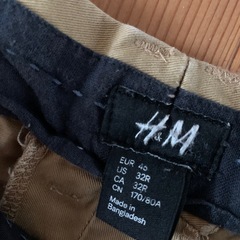 H&M
EUR 48
US 32R
CA 32R
CN 170/80A
Made in
Bangladesh